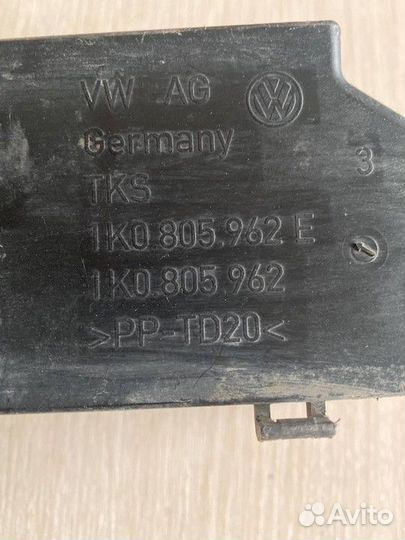 VW AG
Germany
3
TKS
1K0.805.962 E
1K0.805 962
>PP-TD20<
Avito